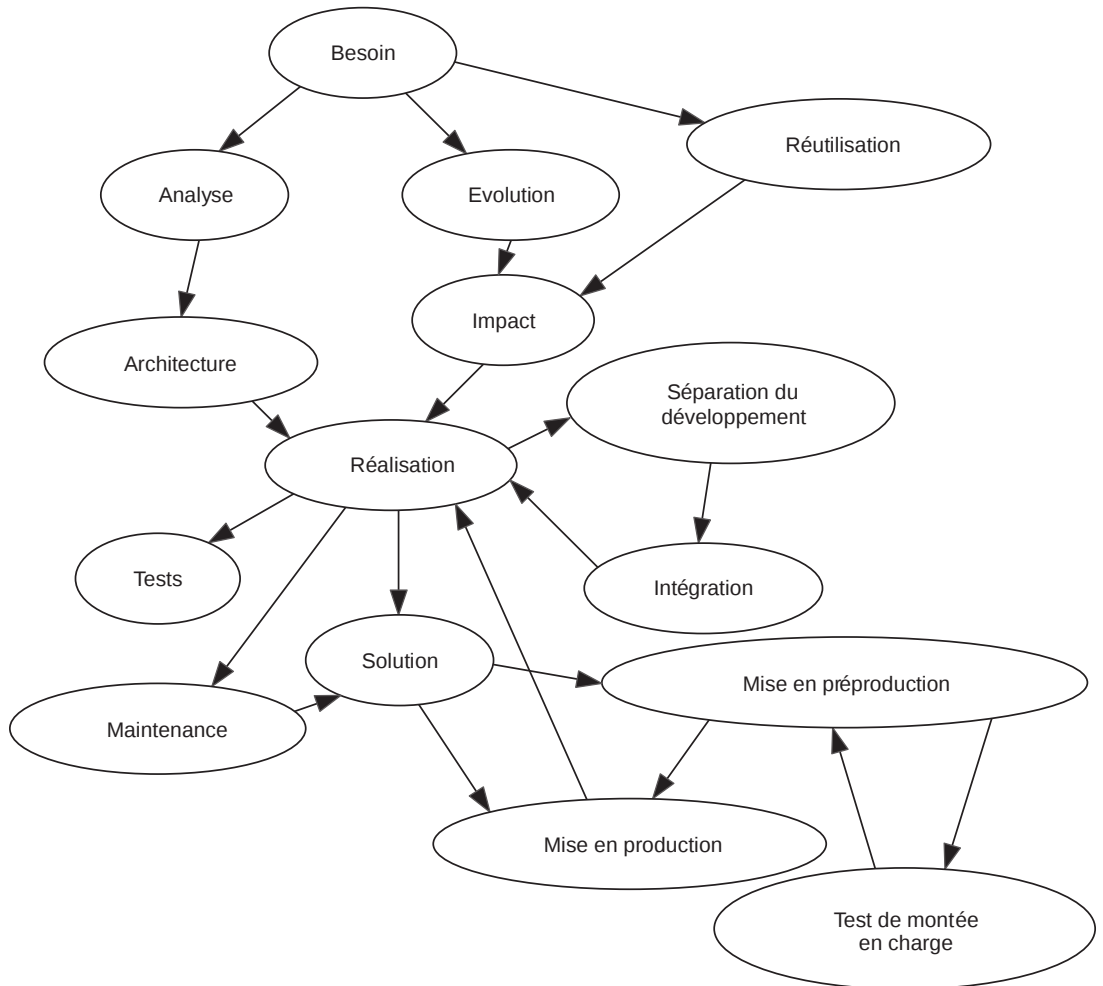 Besoin
Réutilisation
Analyse
Evolution
Impact
Architecture
Séparation du
développement
Réalisation
Tests
Intégration
Solution
Mise en préproduction
Maintenance
Mise en production
Test de montée
en charge